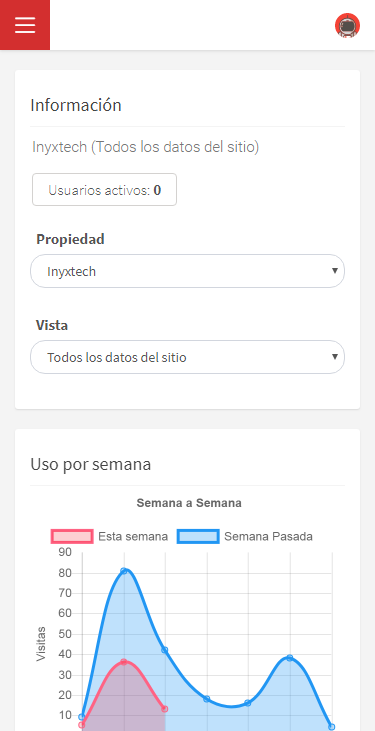 Información
Inyxtech (Todos los datos del sitio)
Usuarios activos: 0
Propiedad
Inyxtech
Vista
Todos los datos del sitio
Uso por semana
Semana a Semana
Esta semana Semana Pasada
90
80
70
60
50
40
30
20
10
Visitas